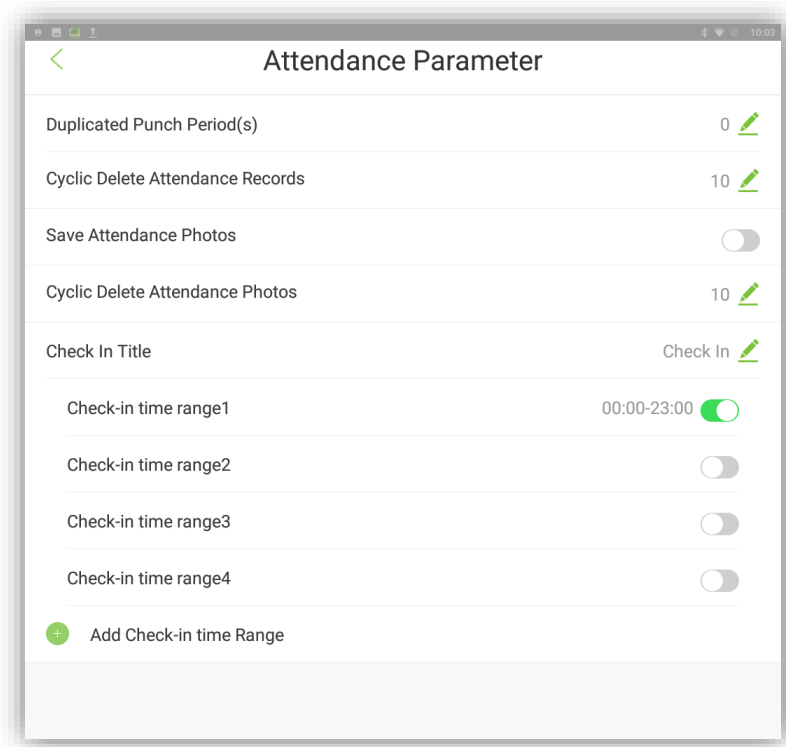 10:03
Attendance Parameter
Duplicated Punch Period(s) 0
Cyclic Delete Attendance Records 10
Save Attendance Photos
Cyclic Delete Attendance Photos 10
Check In Title Check In
Check-in time range1 00:00-23:00
Check-in time range2
Check-in time range3
Check-in time range4
Add Check-in time Range